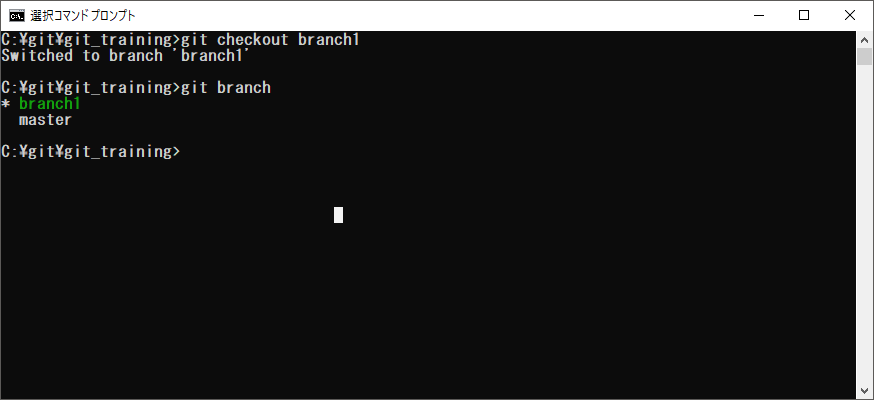 選択コマンドプロンプト
C:¥git¥git_training>git checkout branch1
Switched to branch 'branch1'
C:¥git¥git_training>git branch
* branch1
master
C:¥git¥git_training>